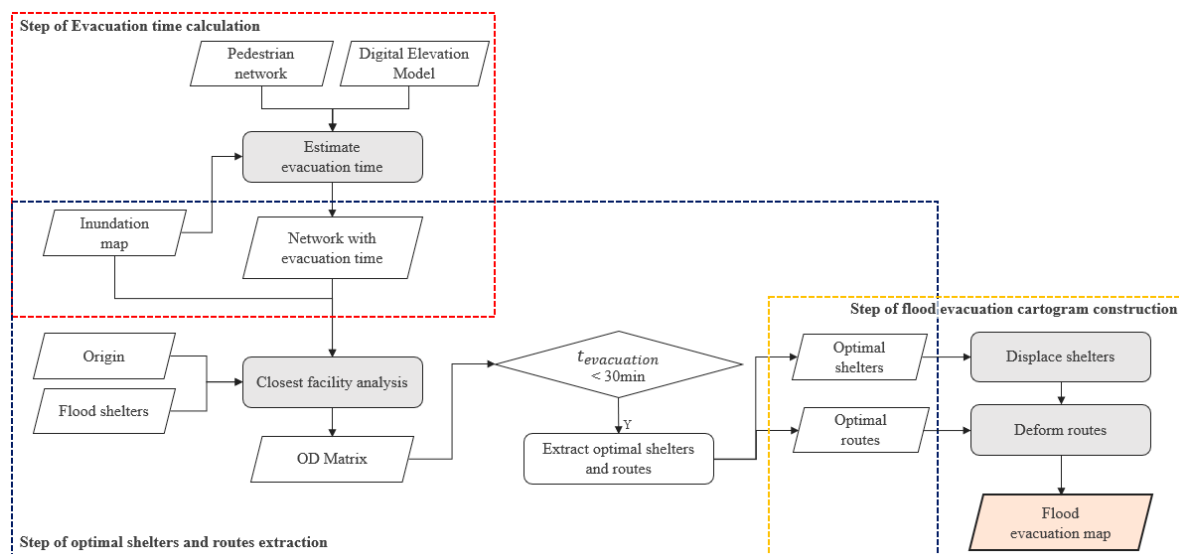 Step of Evacuation time calculation
Pedestrian
network
Digital Elevation
Model
Estimate
evacuation time
Inundation
map
Network with
evacuation time
Step of flood evacuation cartogram construction
Origin
Flood shelters
Closest facility analysis
OD Matrix
t_evacuation
< 30min
Y
Extract optimal shelters
and routes
Optimal
shelters
Optimal
routes
Displace shelters
Deform routes
Flood
evacuation map
Step of optimal shelters and routes extraction